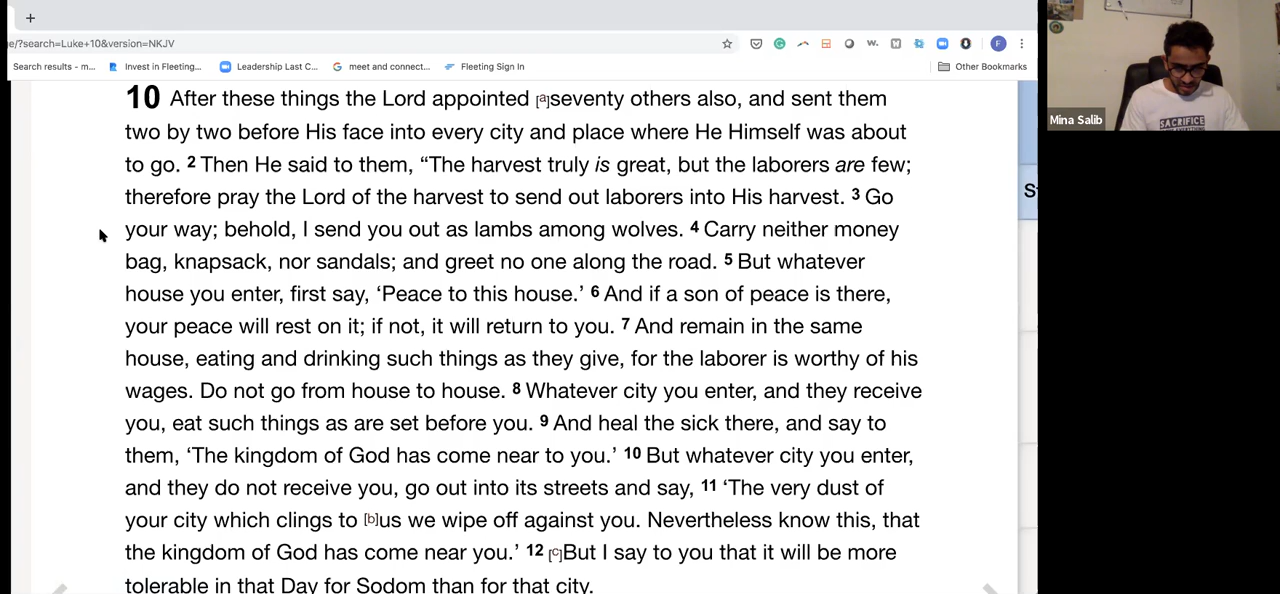 +
e/?search=Luke+10&version=NKJV
Search results - m... Invest in Fleeting... Leadership Last C... meet and connect... Fleeting Sign In Other Bookmarks
10 After these things the Lord appointed [a]seventy others also, and sent them
two by two before His face into every city and place where He Himself was about
to go. 2 Then He said to them, “The harvest truly is great, but the laborers are few;
therefore pray the Lord of the harvest to send out laborers into His harvest. 3 Go
your way; behold, I send you out as lambs among wolves. 4 Carry neither money
bag, knapsack, nor sandals; and greet no one along the road. 5 But whatever
house you enter, first say, ‘Peace to this house.’ 6 And if a son of peace is there,
your peace will rest on it; if not, it will return to you. 7 And remain in the same
house, eating and drinking such things as they give, for the laborer is worthy of his
wages. Do not go from house to house. 8 Whatever city you enter, and they receive
you, eat such things as are set before you. 9 And heal the sick there, and say to
them, ‘The kingdom of God has come near to you.’ 10 But whatever city you enter,
and they do not receive you, go out into its streets and say, 11 ‘The very dust of
your city which clings to [b]us we wipe off against you. Nevertheless know this, that
the kingdom of God has come near you.’ 12 [c]But I say to you that it will be more
tolerable in that Day for Sodom than for that city.
Mina Salib
SACRIFICE